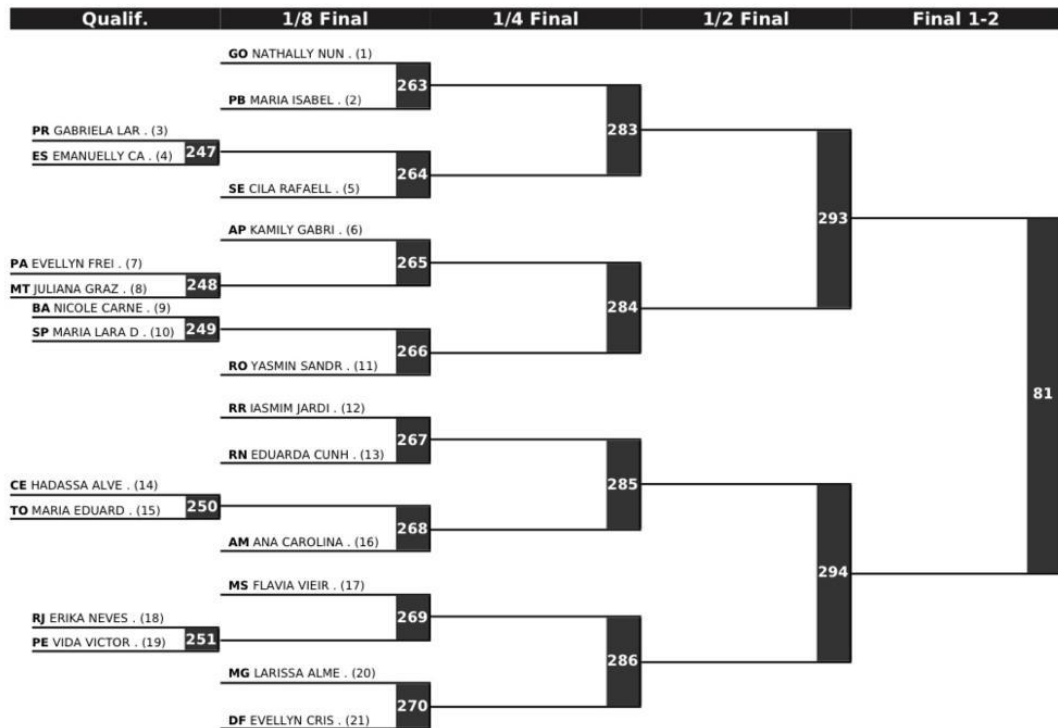 Qualif. 1/8 Final 1/4 Final 1/2 Final Final 1-2
GO NATHALLY NUN . (1)
263
PB MARIA ISABEL . (2)
283
PR GABRIELA LAR . (3)
247
ES EMANUELLY CA . (4)
264
SE CILA RAFAELL . (5)
293
AP KAMILY GABRI . (6)
265
PA EVELLYN FREI . (7)
248
MT JULIANA GRAZ . (8)
284
BA NICOLE CARNE . (9)
249
SP MARIA LARA D . (10)
266
RO YASMIN SANDR . (11)
81
RR IASMIM JARDI . (12)
267
RN EDUARDA CUNH . (13)
285
CE HADASSA ALVE . (14)
250
TO MARIA EDUARD . (15)
268
AM ANA CAROLINA . (16)
294
MS FLAVIA VIEIR . (17)
269
RJ ERIKA NEVES . (18)
251
PE VIDA VICTOR . (19)
286
MG LARISSA ALME . (20)
270
DF EVELLYN CRIS . (21)